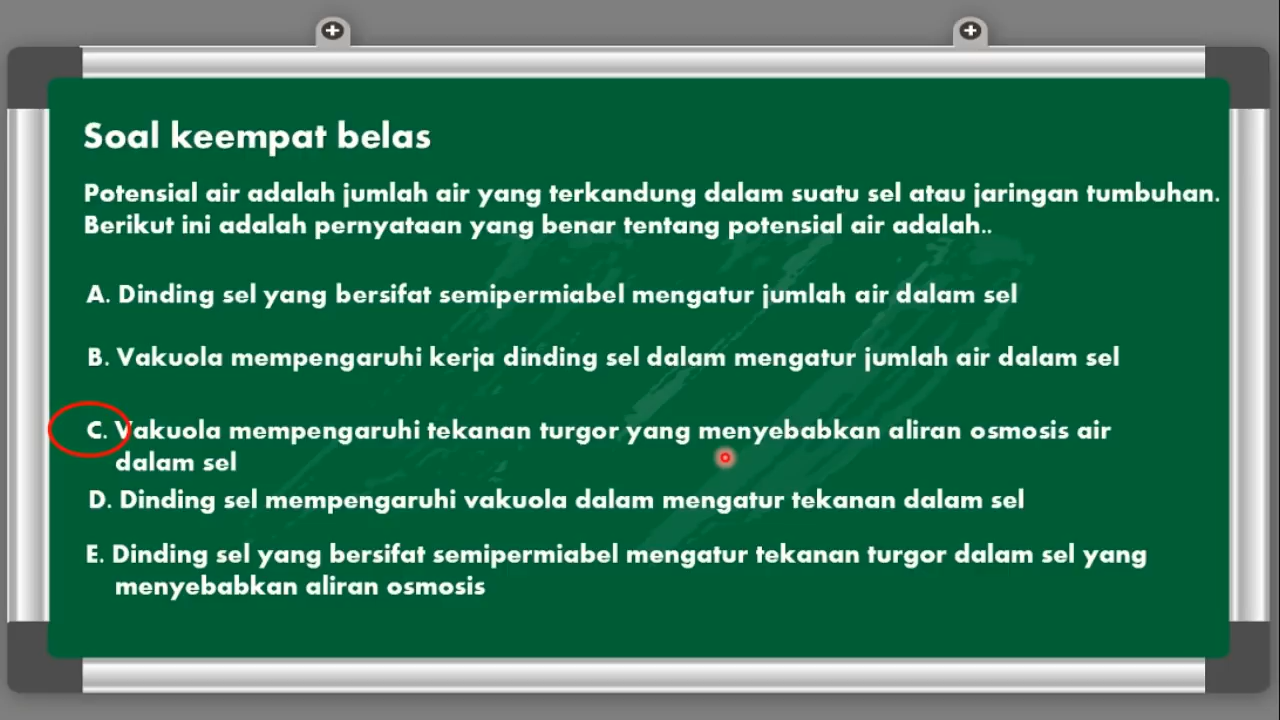 Soal keempat belas
Potensial air adalah jumlah air yang terkandung dalam suatu sel atau jaringan tumbuhan.
Berikut ini adalah pernyataan yang benar tentang potensial air adalah..
A. Dinding sel yang bersifat semipermiabel mengatur jumlah air dalam sel
B. Vakuola mempengaruhi kerja dinding sel dalam mengatur jumlah air dalam sel
C. Vakuola mempengaruhi tekanan turgor yang menyebabkan aliran osmosis air
dalam sel
D. Dinding sel mempengaruhi vakuola dalam mengatur tekanan dalam sel
E. Dinding sel yang bersifat semipermiabel mengatur tekanan turgor dalam sel yang
menyebabkan aliran osmosis